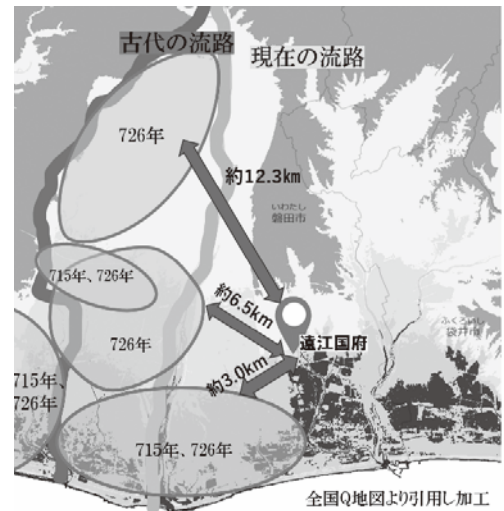 古代の流路
現在の流路
726年
約12.3km
いわたし
磐田市
715年、726年
約6.5km
ふくろいし
袋井市
遠江国府
726年
約3.0km
715年、
726年
715年、726年
全国Q地図より引用し加工